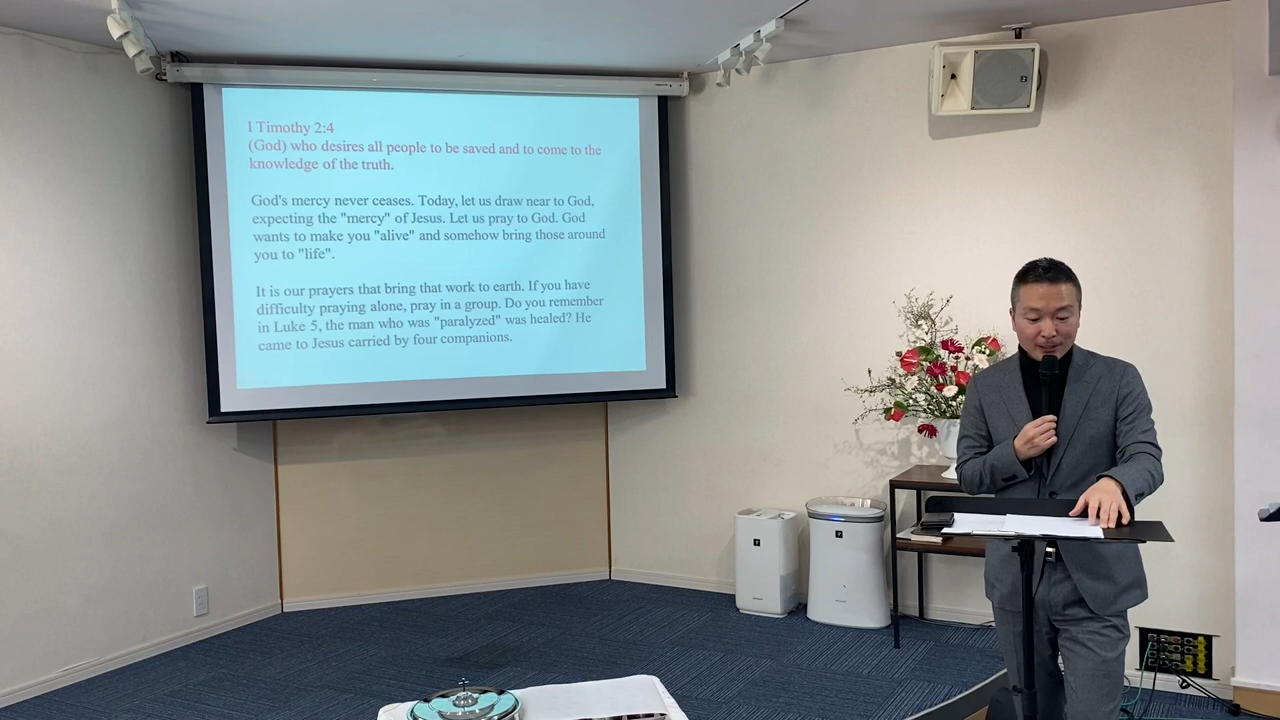 1 Timothy 2:4
(God) who desires all people to be saved and to come to the
knowledge of the truth.
God's mercy never ceases. Today, let us draw near to God,
expecting the "mercy" of Jesus. Let us pray to God. God
wants to make you "alive" and somehow bring those around
you to "life".
It is our prayers that bring that work to earth. If you have
difficulty praying alone, pray in a group. Do you remember
in Luke 5, the man who was "paralyzed" was healed? He
came to Jesus carried by four companions.